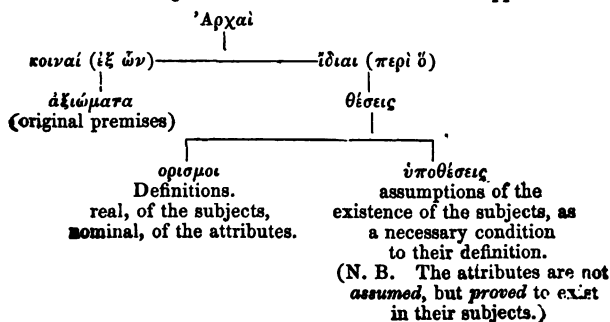 Ἀρχαὶ
κοιναί (ἐξ ὧν) ἴδιαι (περὶ ὅ)
ἀξιώματα
(original premises)
θέσεις
ορισμοι
Definitions.
real, of the subjects,
nominal, of the attributes.
ὑποθέσεις
assumptions of the
existence of the subjects, as
a necessary condition
to their definition.
(N. B. The attributes are not
assumed, but proved to exist
in their subjects.)